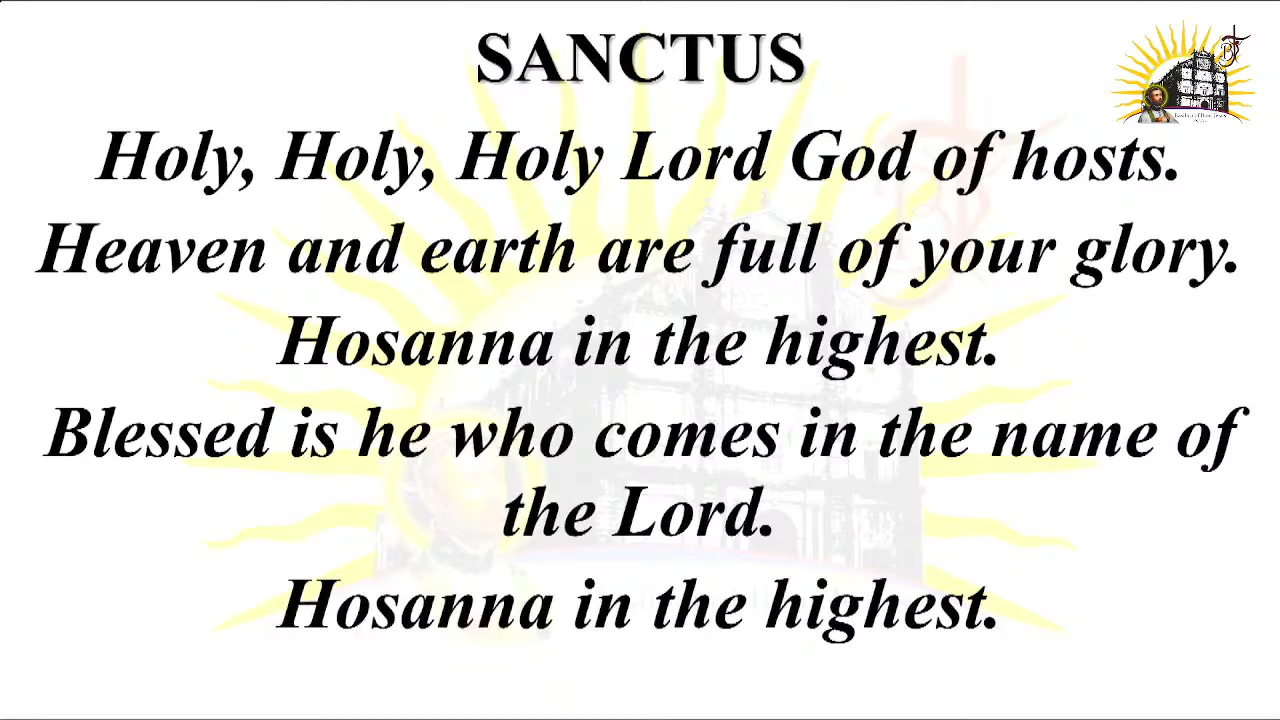 SANCTUS
Holy, Holy, Holy Lord God of hosts.
Heaven and earth are full of your glory.
Hosanna in the highest.
Blessed is he who comes in the name of
the Lord.
Hosanna in the highest.